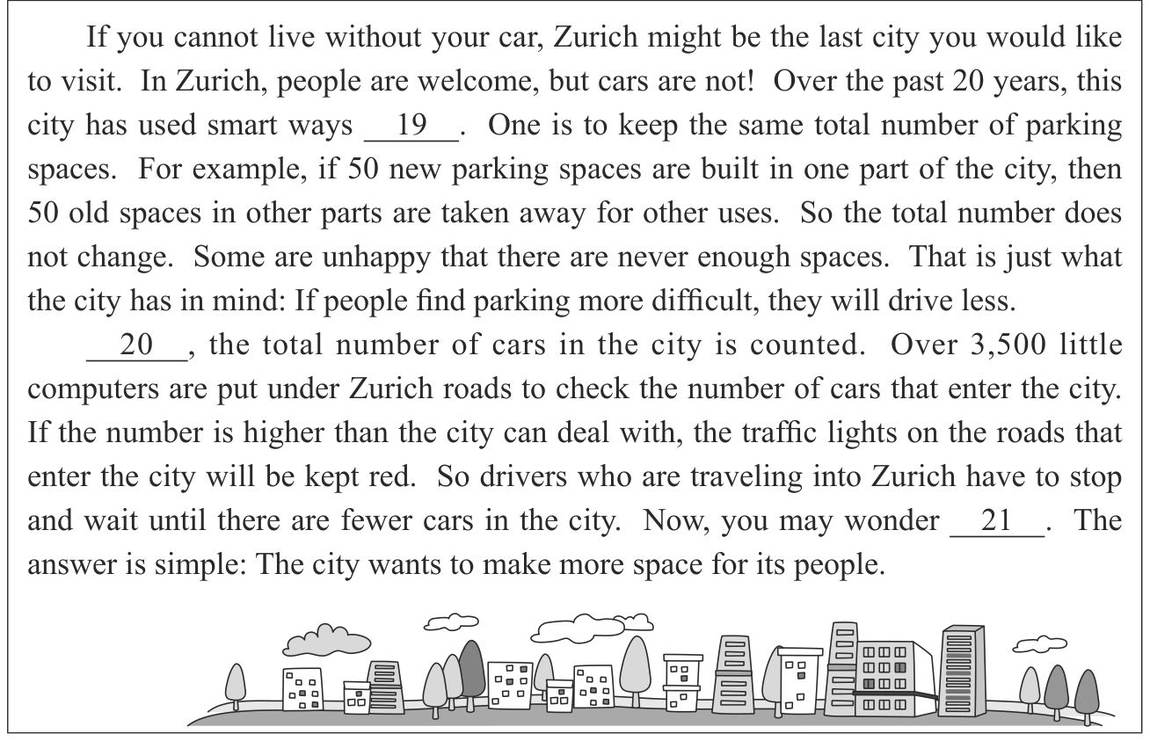 If you cannot live without your car, Zurich might be the last city you would like
to visit. In Zurich, people are welcome, but cars are not! Over the past 20 years, this
city has used smart ways 19 . One is to keep the same total number of parking
spaces. For example, if 50 new parking spaces are built in one part of the city, then
50 old spaces in other parts are taken away for other uses. So the total number does
not change. Some are unhappy that there are never enough spaces. That is just what
the city has in mind: If people find parking more difficult, they will drive less.
20 , the total number of cars in the city is counted. Over 3,500 little
computers are put under Zurich roads to check the number of cars that enter the city.
If the number is higher than the city can deal with, the traffic lights on the roads that
enter the city will be kept red. So drivers who are traveling into Zurich have to stop
and wait until there are fewer cars in the city. Now, you may wonder 21 . The
answer is simple: The city wants to make more space for its people.